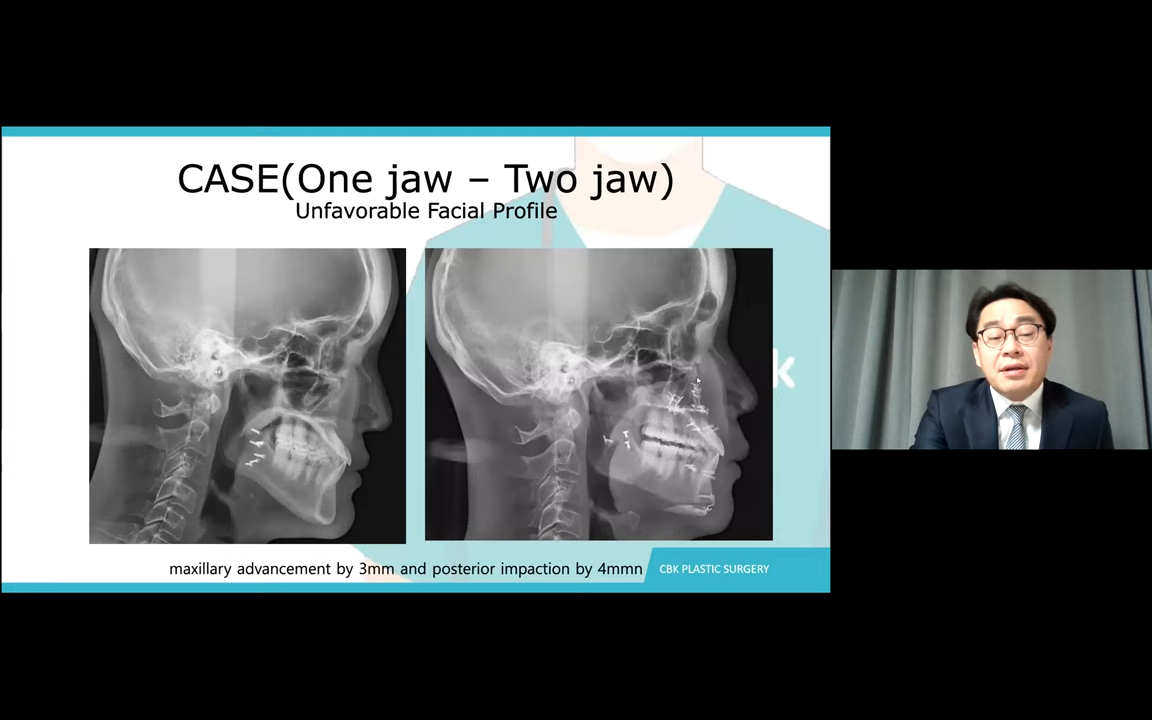 CASE(One jaw – Two jaw)
Unfavorable Facial Profile
k
maxillary advancement by 3mm and posterior impaction by 4mmn
CBK PLASTIC SURGERY